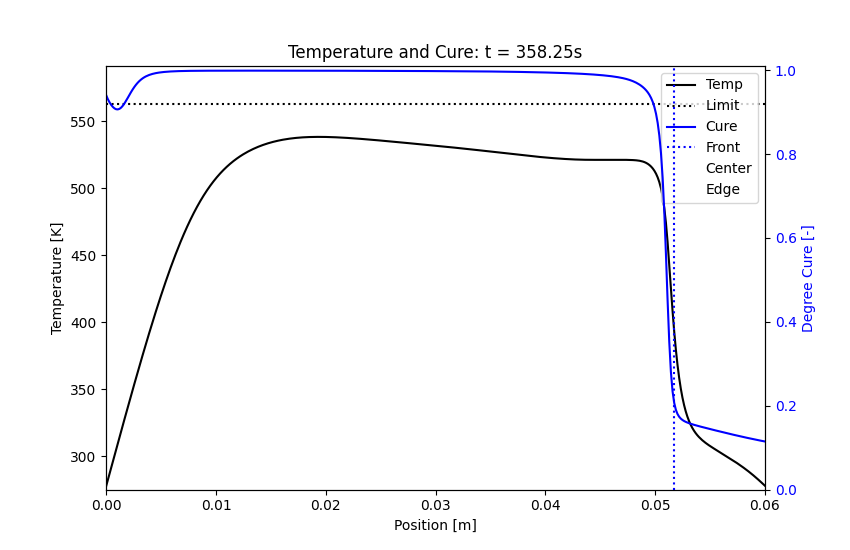 Temperature and Cure: t = 358.25s
Temp
Limit
Cure
Front
Center
Edge
Temperature [K]
550
500
450
400
350
300
Degree Cure [-]
1.0
0.8
0.6
0.4
0.2
0.0
0.00 0.01 0.02 0.03 0.04 0.05 0.06
Position [m]